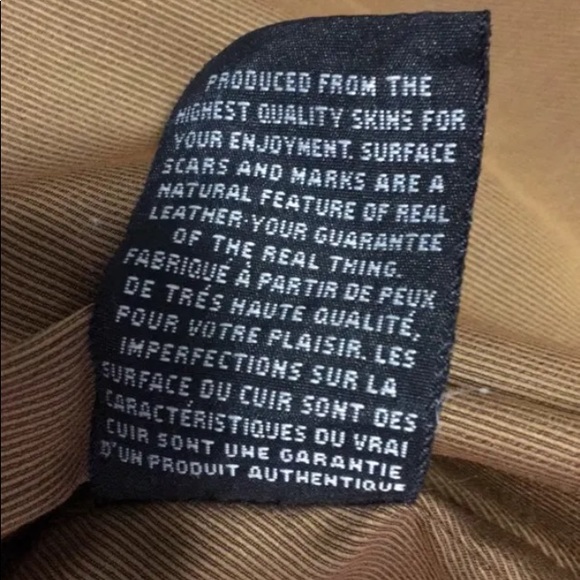 PRODUCED FROM THE
HIGHEST QUALITY SKINS FOR
YOUR ENJOYMENT. SURFACE
SCARS AND MARKS ARE A
NATURAL FEATURE OF REAL
LEATHER-YOUR GUARANTEE
OF THE REAL THING.
FABRIQUÉ À PARTIR DE PEUX
DE TRÉS HAUTE QUALITÉ,
POUR VOTRE PLAISIR. LES
IMPERFECTIONS SUR LA
SURFACE DU CUIR SONT DES
CARACTÉRISTIQUES DU VRAI
CUIR SONT UNE GARANTIE
D'UN PRODUIT AUTHENTIQUE